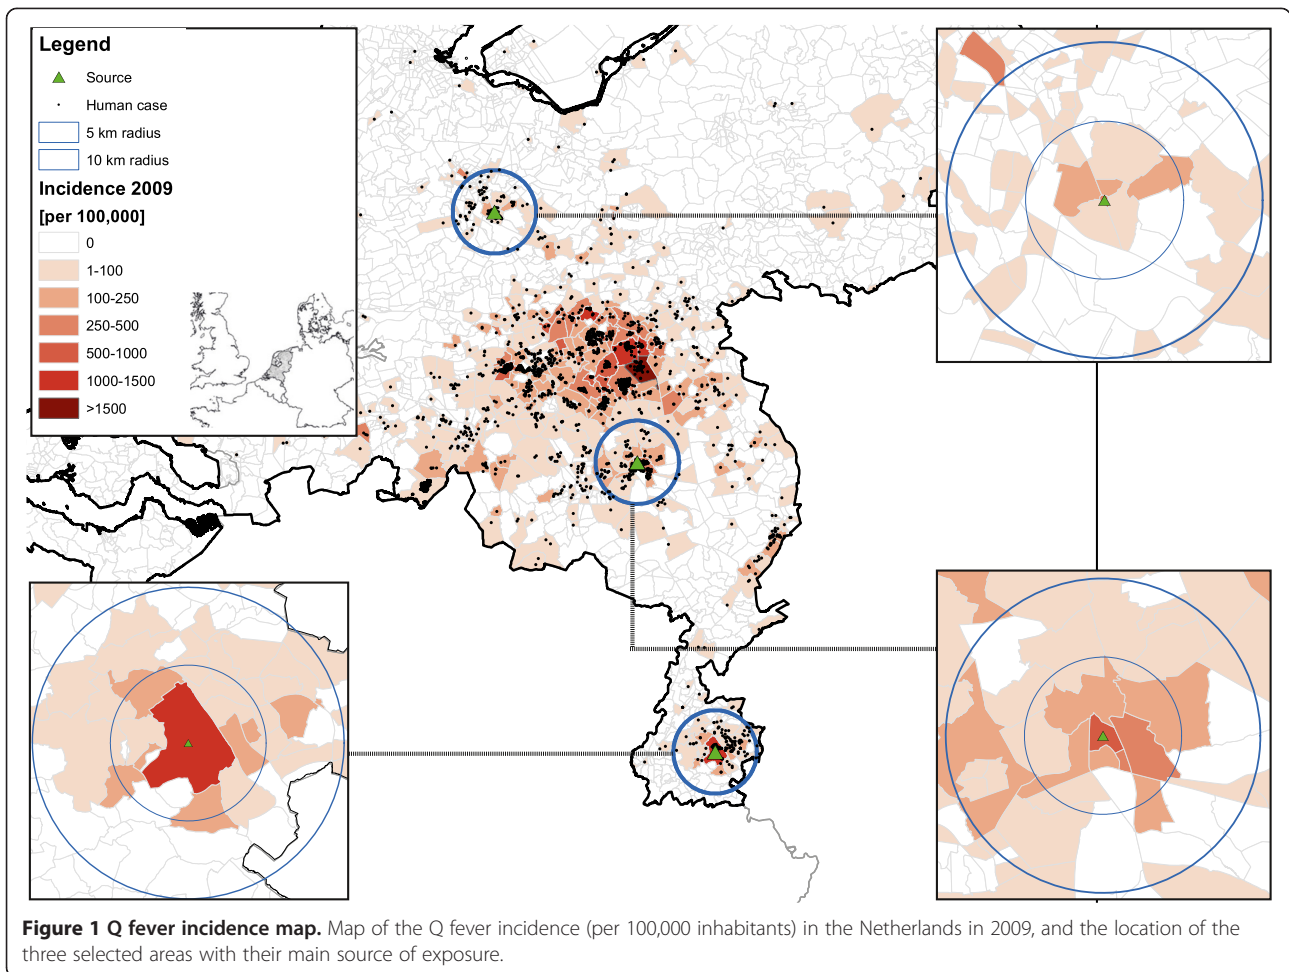 Legend
Source
Human case
5 km radius
10 km radius
Incidence 2009
[per 100,000]
0
1-100
100-250
250-500
500-1000
1000-1500
>1500
Figure 1 Q fever incidence map. Map of the Q fever incidence (per 100,000 inhabitants) in the Netherlands in 2009, and the location of the
three selected areas with their main source of exposure.